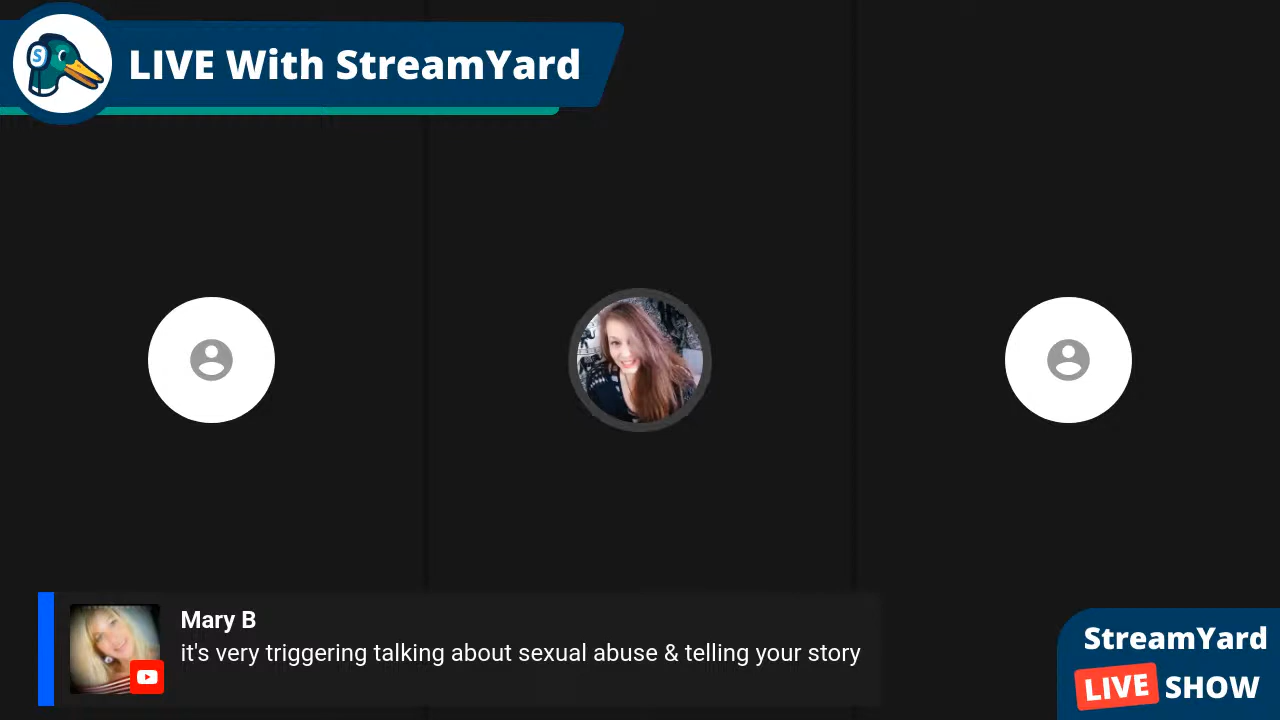 S
LIVE With StreamYard
Mary B
it's very triggering talking about sexual abuse & telling your story
StreamYard
LIVE SHOW